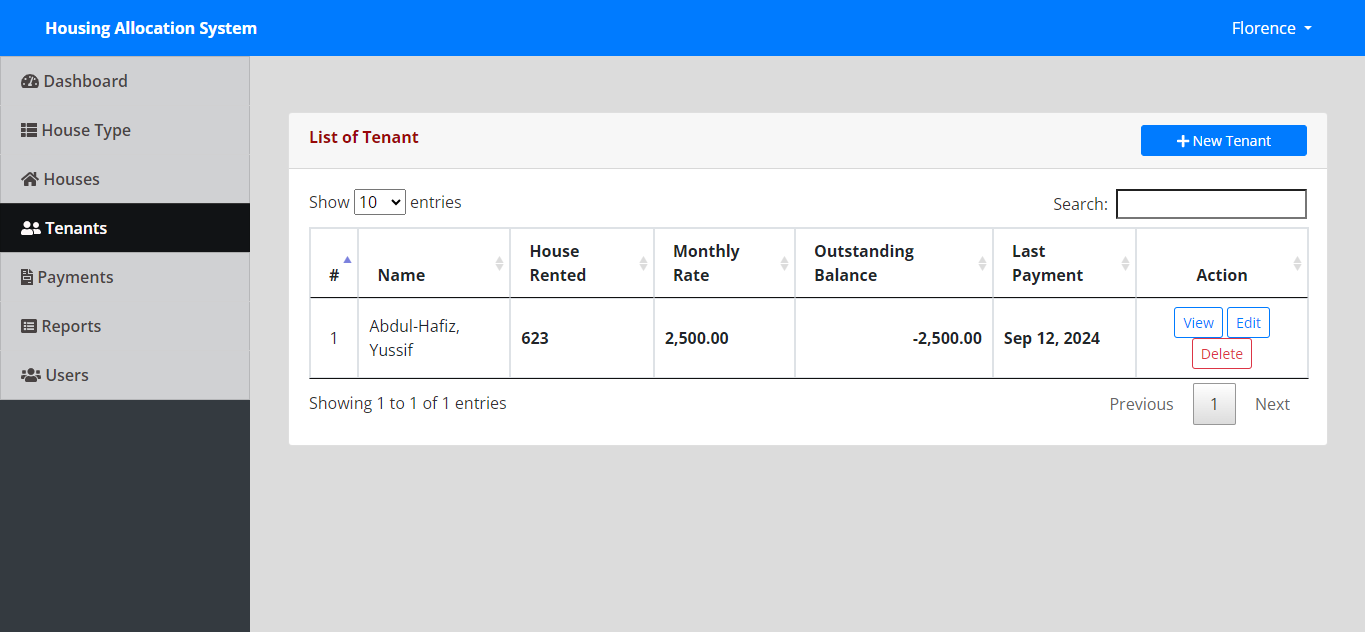 Housing Allocation System
Florence
Dashboard
House Type
Houses
Tenants
Payments
Reports
Users
List of Tenant
New Tenant
Show 10 entries
Search:
#
Name
House
Rented
Monthly
Rate
Outstanding
Balance
Last
Payment
Action
1
Abdul-Hafiz,
Yussif
623
2,500.00
-2,500.00
Sep 12, 2024
View Edit
Delete
Showing 1 to 1 of 1 entries
Previous 1 Next